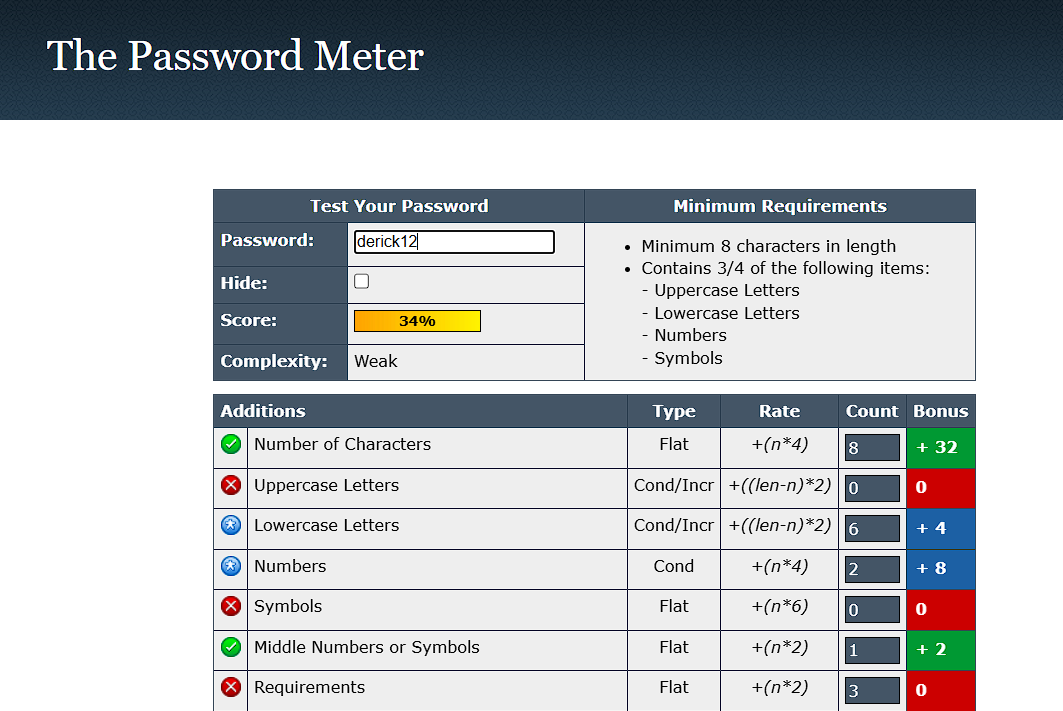 The Password Meter
Test Your Password
Minimum Requirements
Password:
derick12
Hide:
Score:
34%
Complexity:
Weak
• Minimum 8 characters in length
• Contains 3/4 of the following items:
- Uppercase Letters
- Lowercase Letters
- Numbers
- Symbols
Additions Type Rate Count Bonus
Number of Characters Flat +(n*4) 8 + 32
Uppercase Letters Cond/Incr +((len-n)*2) 0 0
Lowercase Letters Cond/Incr +((len-n)*2) 6 + 4
Numbers Cond +(n*4) 2 + 8
Symbols Flat +(n*6) 0 0
Middle Numbers or Symbols Flat +(n*2) 1 + 2
Requirements Flat +(n*2) 3 0